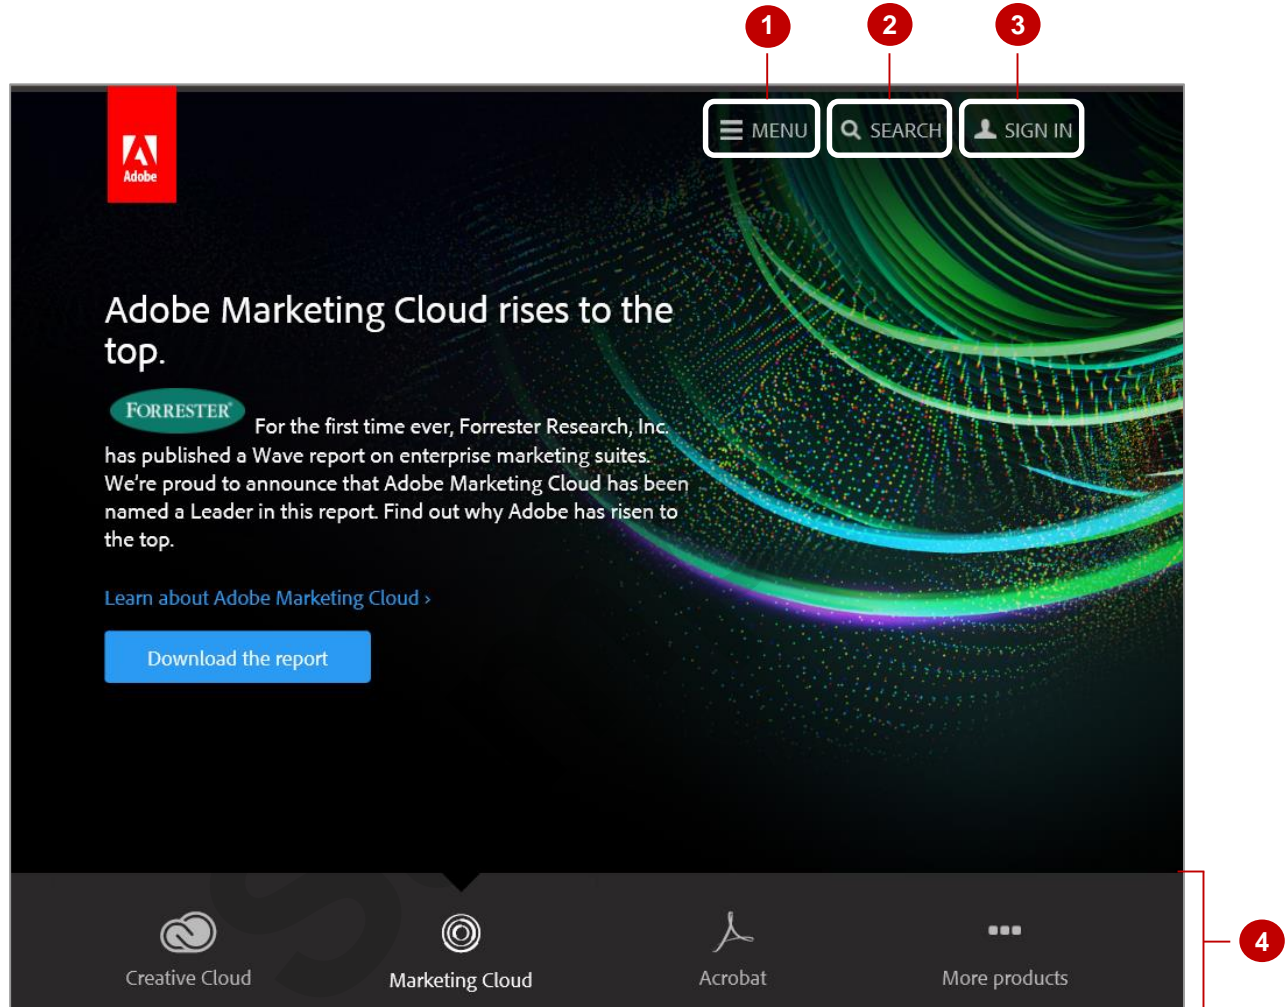 1 2 3
MENU SEARCH SIGN IN
Adobe
Adobe Marketing Cloud rises to the
top.
FORRESTER®
For the first time ever, Forrester Research, Inc.
has published a Wave report on enterprise marketing suites.
We're proud to announce that Adobe Marketing Cloud has been
named a Leader in this report. Find out why Adobe has risen to
the top.
Learn about Adobe Marketing Cloud ›
Download the report
4
Creative Cloud Marketing Cloud Acrobat More products